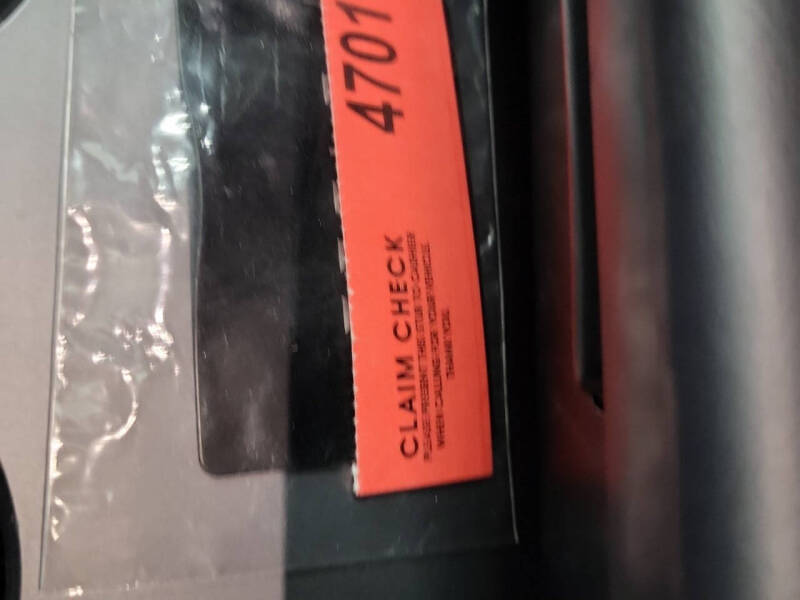 4701
CLAIM CHECK
PLEASE PRESENT THIS STUB TO CASHIER
WHEN CALLING FOR YOUR VEHICLE.
THANK YOU.